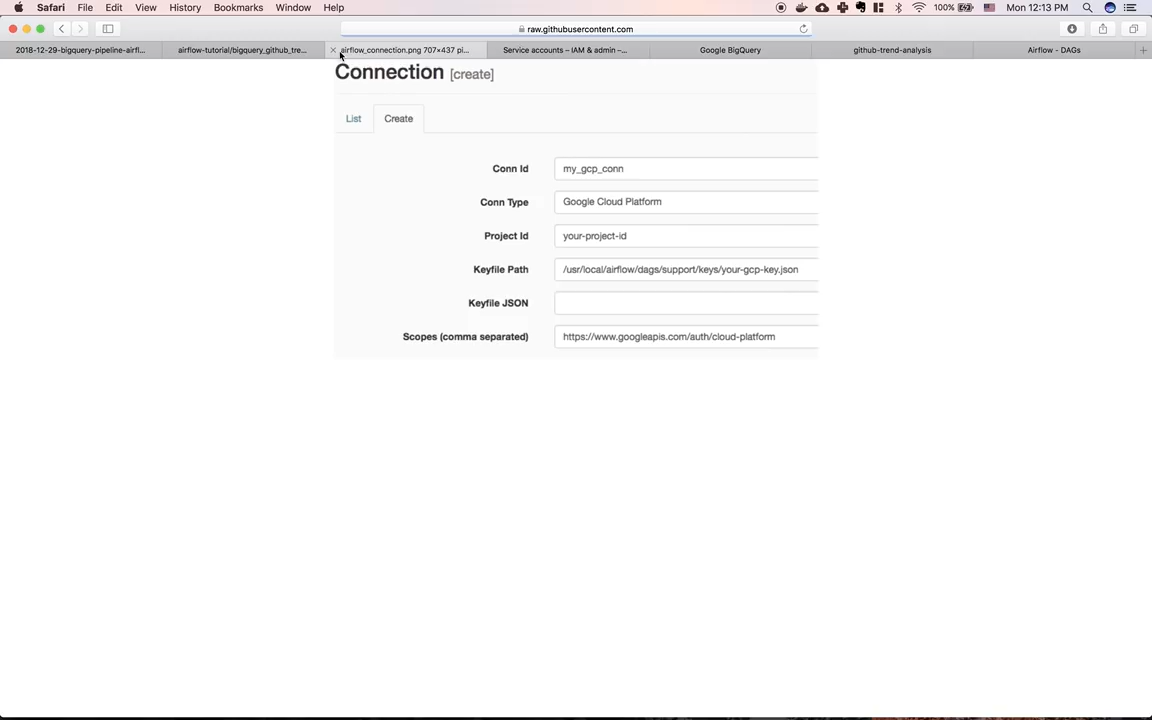 Safari File Edit View History Bookmarks Window Help 100% Mon 12:13 PM
raw.githubusercontent.com
2018-12-29-bigquery-pipeline-airfl... airflow-tutorial/bigquery_github_tre... airflow_connection.png 707×437 pi... Service accounts – IAM & admin –... Google BigQuery github-trend-analysis Airflow - DAGs
Connection [create]
List Create
Conn Id my_gcp_conn
Conn Type Google Cloud Platform
Project Id your-project-id
Keyfile Path /usr/local/airflow/dags/support/keys/your-gcp-key.json
Keyfile JSON
Scopes (comma separated) https://www.googleapis.com/auth/cloud-platform